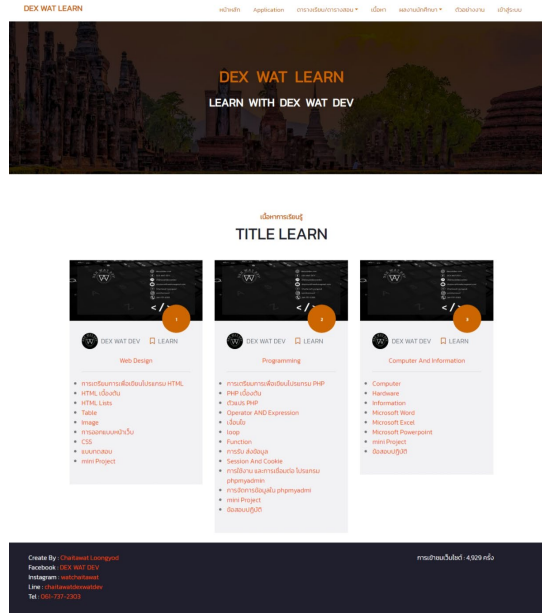 DEX WAT LEARN
หน้าหลัก Application ตารางเรียน/ตารางสอน เนื้อหา ผลงานนักศึกษา ตัวอย่างงาน เข้าสู่ระบบ
DEX WAT LEARN
LEARN WITH DEX WAT DEV
เนื้อหาการเรียนรู้
TITLE LEARN
1
DEX WAT DEV LEARN
Web Design
การเตรียมการเพื่อเขียนโปรแกรม HTML
HTML เบื้องต้น
HTML Lists
Table
Image
การออกแบบหน้าเว็บ
CSS
แบบทดสอบ
mini Project
2
DEX WAT DEV LEARN
Programming
การเตรียมการเพื่อเขียนโปรแกรม PHP
PHP เบื้องต้น
ตัวแปร PHP
Operator AND Expression
เงื่อนไข
loop
Function
การรับ ส่งข้อมูล
Session And Cookie
การใช้งาน และการเชื่อมต่อ โปรแกรม
phpmyadmin
การจัดการข้อมูลใน phpmyadmi
mini Project
ข้อสอบปฏิบัติ
3
DEX WAT DEV LEARN
Computer And Information
Computer
Hardware
Information
Microsoft Word
Microsoft Excel
Microsoft Powerpoint
mini Project
ข้อสอบปฏิบัติ
Create By : Chaitawat Loongyod
Facebook : DEX WAT DEV
Instagram : watchaitawat
Line : chaitawatdexwatdev
Tel : 061-737-2303
การเข้าชมเว็บไซต์ : 4,929 ครั้ง